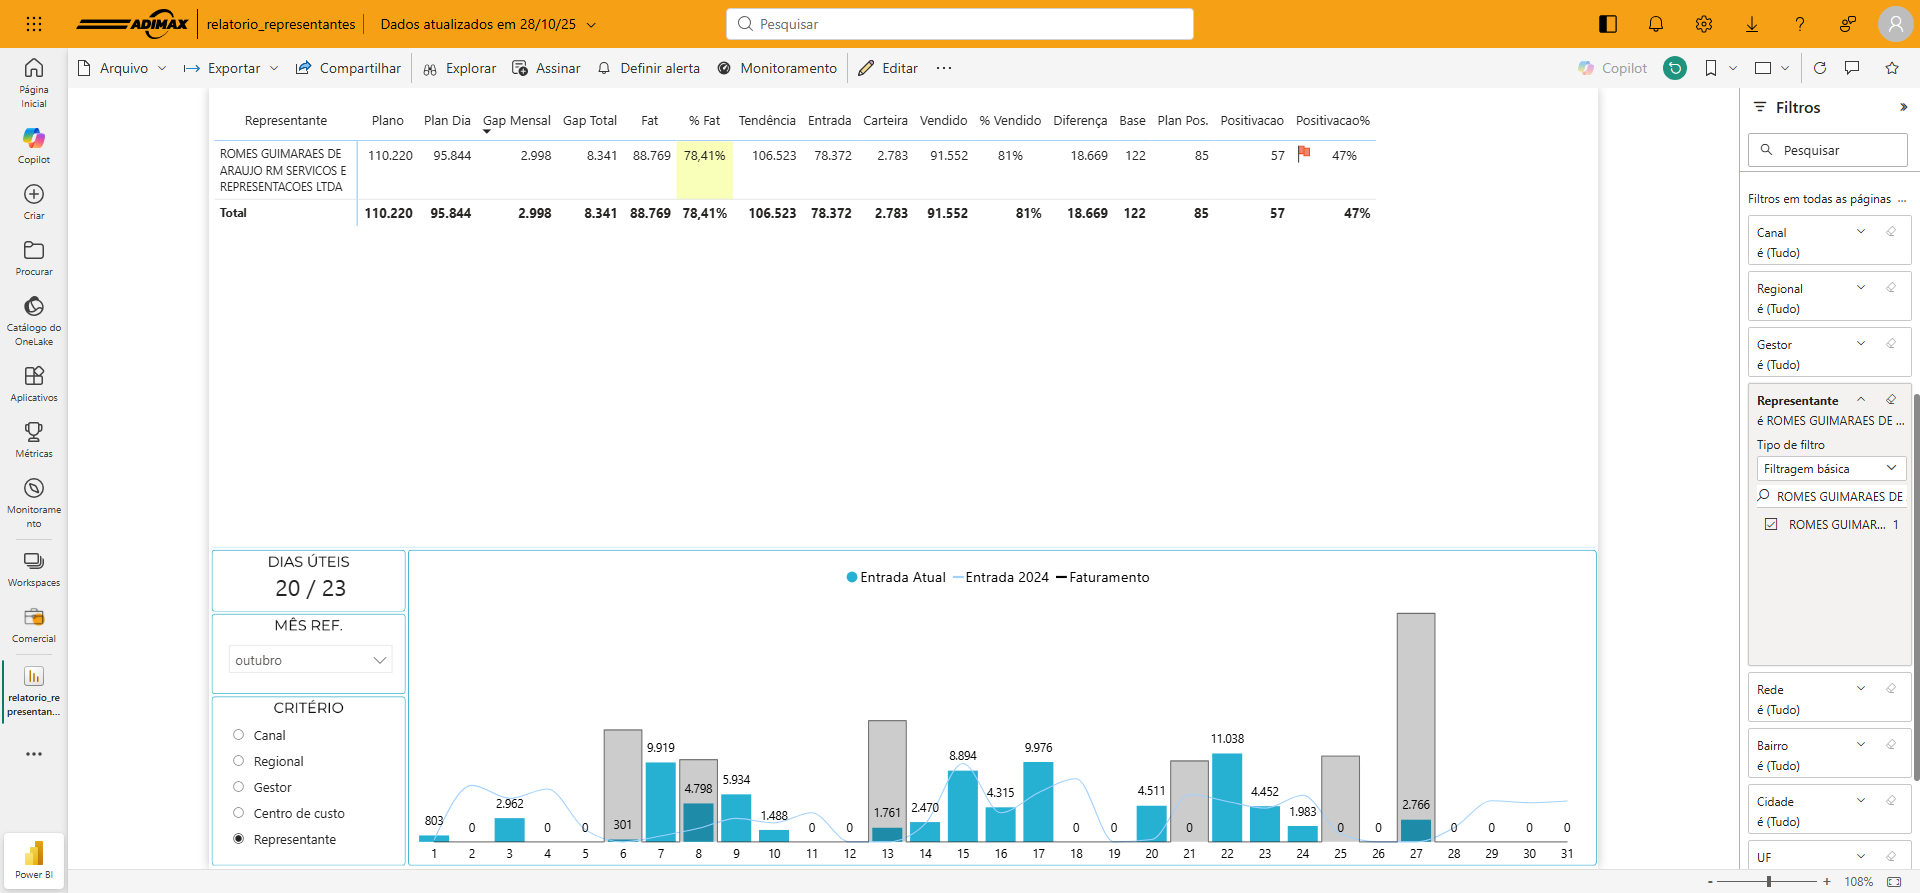 ADIMAX
relatorio_representantes
Dados atualizados em 28/10/25
Pesquisar
Arquivo
Exportar
Compartilhar
Explorar
Assinar
Definir alerta
Monitoramento
Editar
...
Copilot
Página
Inicial
Copilot
Criar
Procurar
Catálogo do
OneLake
Aplicativos
Métricas
Monitorame
nto
Workspaces
Comercial
relatorio_re
presentan...
Power BI
Representante Plano Plan Dia Gap Mensal Gap Total Fat % Fat Tendência Entrada Carteira Vendido % Vendido Diferença Base Plan Pos. Positivacao Positivacao%
ROMES GUIMARAES DE
ARAUJO RM SERVICOS E
REPRESENTACOES LTDA
110.220 95.844 2.998 8.341 88.769 78,41% 106.523 78.372 2.783 91.552 81% 18.669 122 85 57 47%
Total 110.220 95.844 2.998 8.341 88.769 78,41% 106.523 78.372 2.783 91.552 81% 18.669 122 85 57 47%
DIAS ÚTEIS
20 / 23
MÊS REF.
outubro
CRITÉRIO
Canal
Regional
Gestor
Centro de custo
Representante
Entrada Atual Entrada 2024 Faturamento
803 0 2.962 0 0 301 9.919 4.798 5.934 1.488 0 0 1.761 2.470 8.894 4.315 9.976 0 0 4.511 0 11.038 4.452 1.983 0 0 2.766 0 0 0 0
1 2 3 4 5 6 7 8 9 10 11 12 13 14 15 16 17 18 19 20 21 22 23 24 25 26 27 28 29 30 31
Filtros
Pesquisar
Filtros em todas as páginas ...
Canal
é (Tudo)
Regional
é (Tudo)
Gestor
é (Tudo)
Representante
é ROMES GUIMARAES DE ...
Tipo de filtro
Filtragem básica
ROMES GUIMARAES DE
ROMES GUIMAR... 1
Rede
é (Tudo)
Bairro
é (Tudo)
Cidade
é (Tudo)
UF
- + 108%